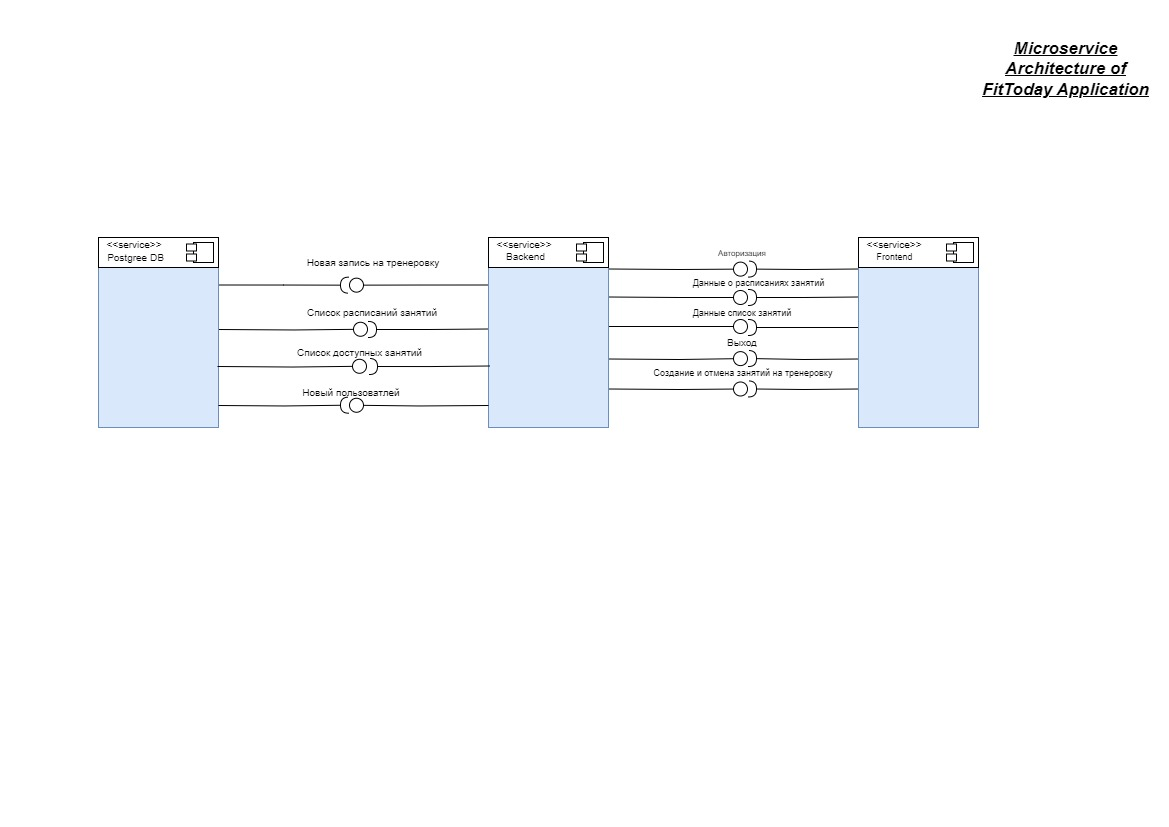 Microservice
Architecture of
FitToday Application
<<service>>
Postgree DB
<<service>>
Backend
<<service>>
Frontend
Новая запись на тренеровку
Список расписаний занятий
Список доступных занятий
Новый пользоватлей
Авторизация
Данные о расписаниях занятий
Данные список занятий
Выход
Создание и отмена занятий на тренеровку